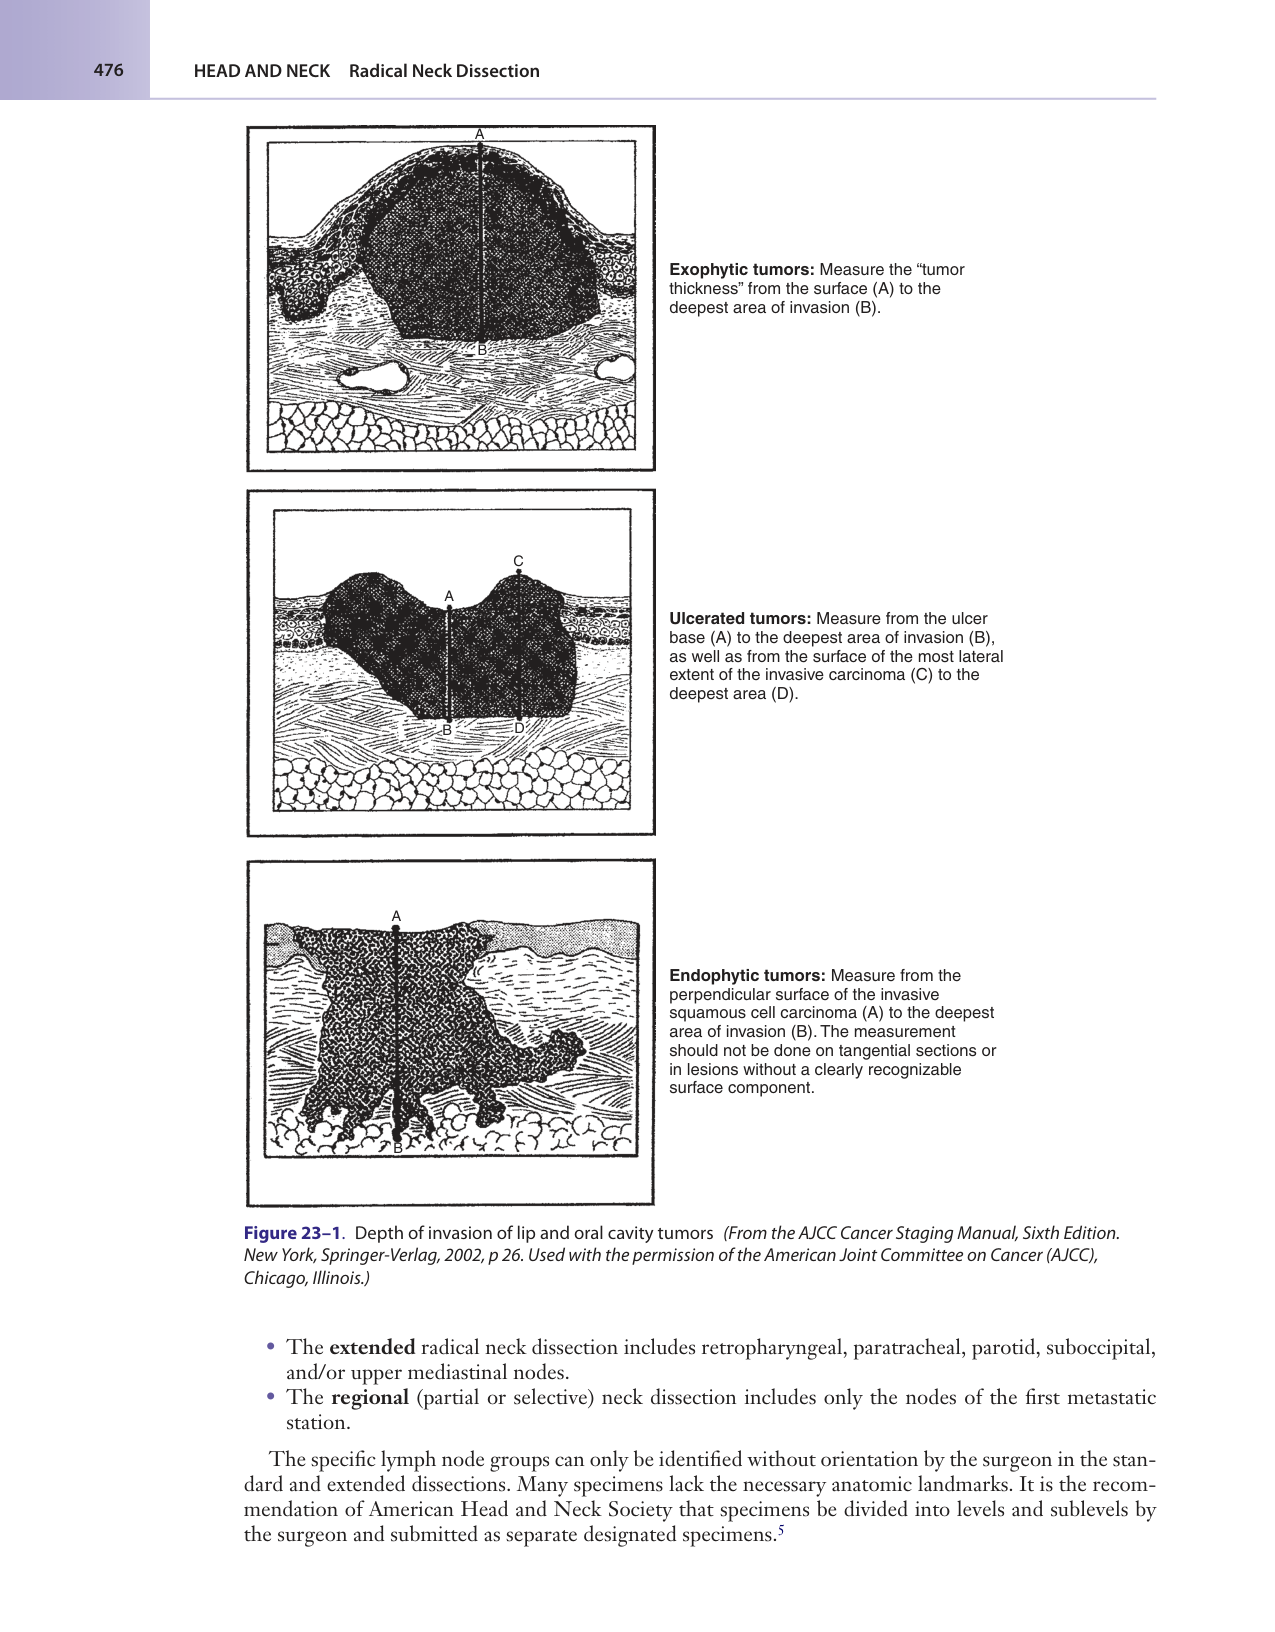 476
HEAD AND NECK Radical Neck Dissection
A
B
Exophytic tumors: Measure the “tumor
thickness” from the surface (A) to the
deepest area of invasion (B).
C
A
B
D
Ulcerated tumors: Measure from the ulcer
base (A) to the deepest area of invasion (B),
as well as from the surface of the most lateral
extent of the invasive carcinoma (C) to the
deepest area (D).
A
B
Endophytic tumors: Measure from the
perpendicular surface of the invasive
squamous cell carcinoma (A) to the deepest
area of invasion (B). The measurement
should not be done on tangential sections or
in lesions without a clearly recognizable
surface component.
Figure 23–1. Depth of invasion of lip and oral cavity tumors (From the AJCC Cancer Staging Manual, Sixth Edition.
New York, Springer-Verlag, 2002, p 26. Used with the permission of the American Joint Committee on Cancer (AJCC),
Chicago, Illinois.)
• The extended radical neck dissection includes retropharyngeal, paratracheal, parotid, suboccipital,
and/or upper mediastinal nodes.
• The regional (partial or selective) neck dissection includes only the nodes of the first metastatic
station.
The specific lymph node groups can only be identified without orientation by the surgeon in the stan-
dard and extended dissections. Many specimens lack the necessary anatomic landmarks. It is the recom-
mendation of American Head and Neck Society that specimens be divided into levels and sublevels by
the surgeon and submitted as separate designated specimens.5